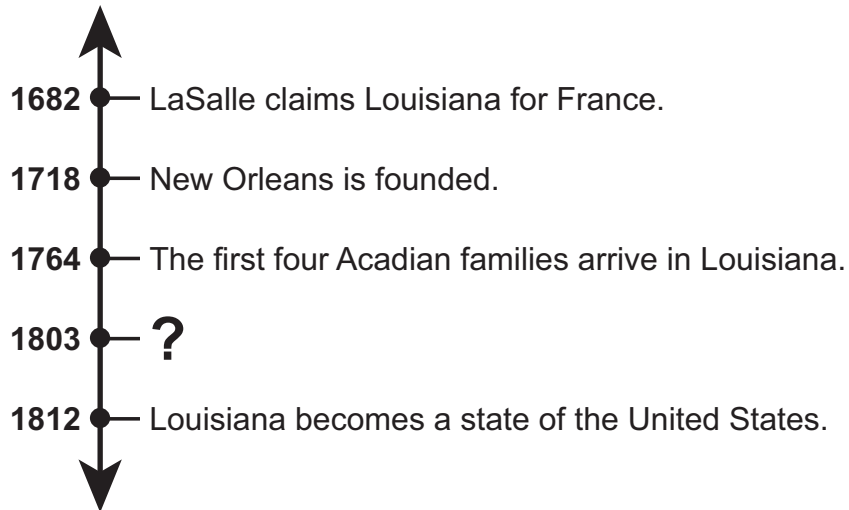 1682 LaSalle claims Louisiana for France.
1718 New Orleans is founded.
1764 The first four Acadian families arrive in Louisiana.
1803 ?
1812 Louisiana becomes a state of the United States.